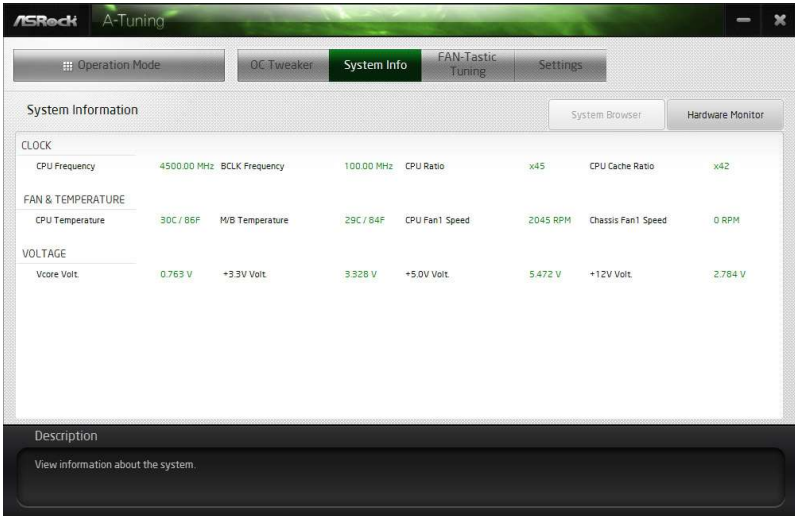 ASRock A-Tuning
Operation Mode OC Tweaker System Info FAN-Tastic Tuning Settings
System Information System Browser Hardware Monitor
CLOCK
CPU Frequency 4500.00 MHz BCLK Frequency 100.00 MHz CPU Ratio x45 CPU Cache Ratio x42
FAN & TEMPERATURE
CPU Temperature 30C / 86F M/B Temperature 29C / 84F CPU Fan1 Speed 2045 RPM Chassis Fan1 Speed 0 RPM
VOLTAGE
Vcore Volt. 0.763 V +3.3V Volt. 3.328 V +5.0V Volt. 5.472 V +12V Volt. 2.784 V
Description
View information about the system.